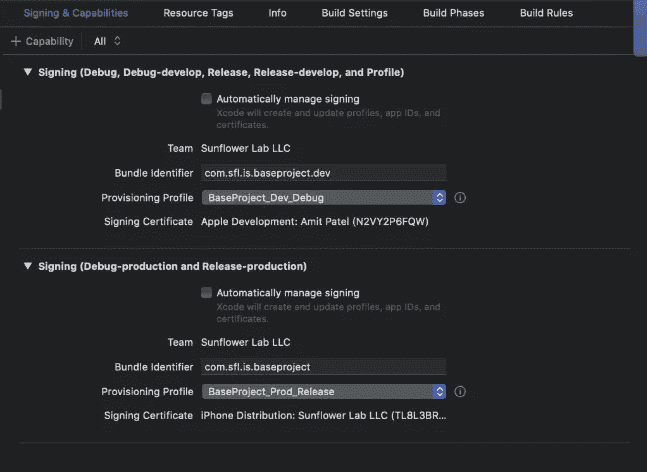 Signing & Capabilities Resource Tags Info Build Settings Build Phases Build Rules
+ Capability All
Signing (Debug, Debug-develop, Release, Release-develop, and Profile)
Automatically manage signing
Xcode will create and update profiles, app IDs, and
certificates.
Team Sunflower Lab LLC
Bundle Identifier com.sfl.is.baseproject.dev
Provisioning Profile BaseProject_Dev_Debug
Signing Certificate Apple Development: Amit Patel (N2VY2P6FQW)
Signing (Debug-production and Release-production)
Automatically manage signing
Xcode will create and update profiles, app IDs, and
certificates.
Team Sunflower Lab LLC
Bundle Identifier com.sfl.is.baseproject
Provisioning Profile BaseProject_Prod_Release
Signing Certificate iPhone Distribution: Sunflower Lab LLC (TL8L3BR...